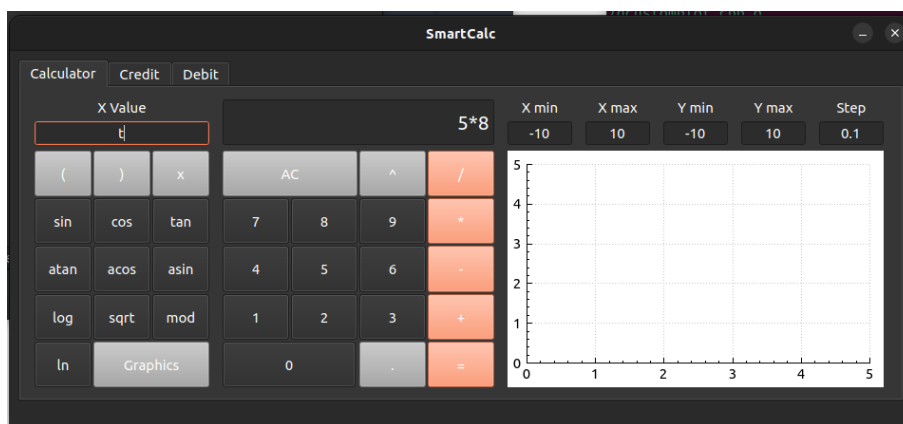 SmartCalc
Calculator Credit Debit
X Value
t
5*8
X min X max Y min Y max Step
-10 10 -10 10 0.1
( ) x AC ^ /
sin cos tan 7 8 9 *
atan acos asin 4 5 6 -
log sqrt mod 1 2 3 +
ln Graphics 0 . =
5
4
3
2
1
0
0 1 2 3 4 5